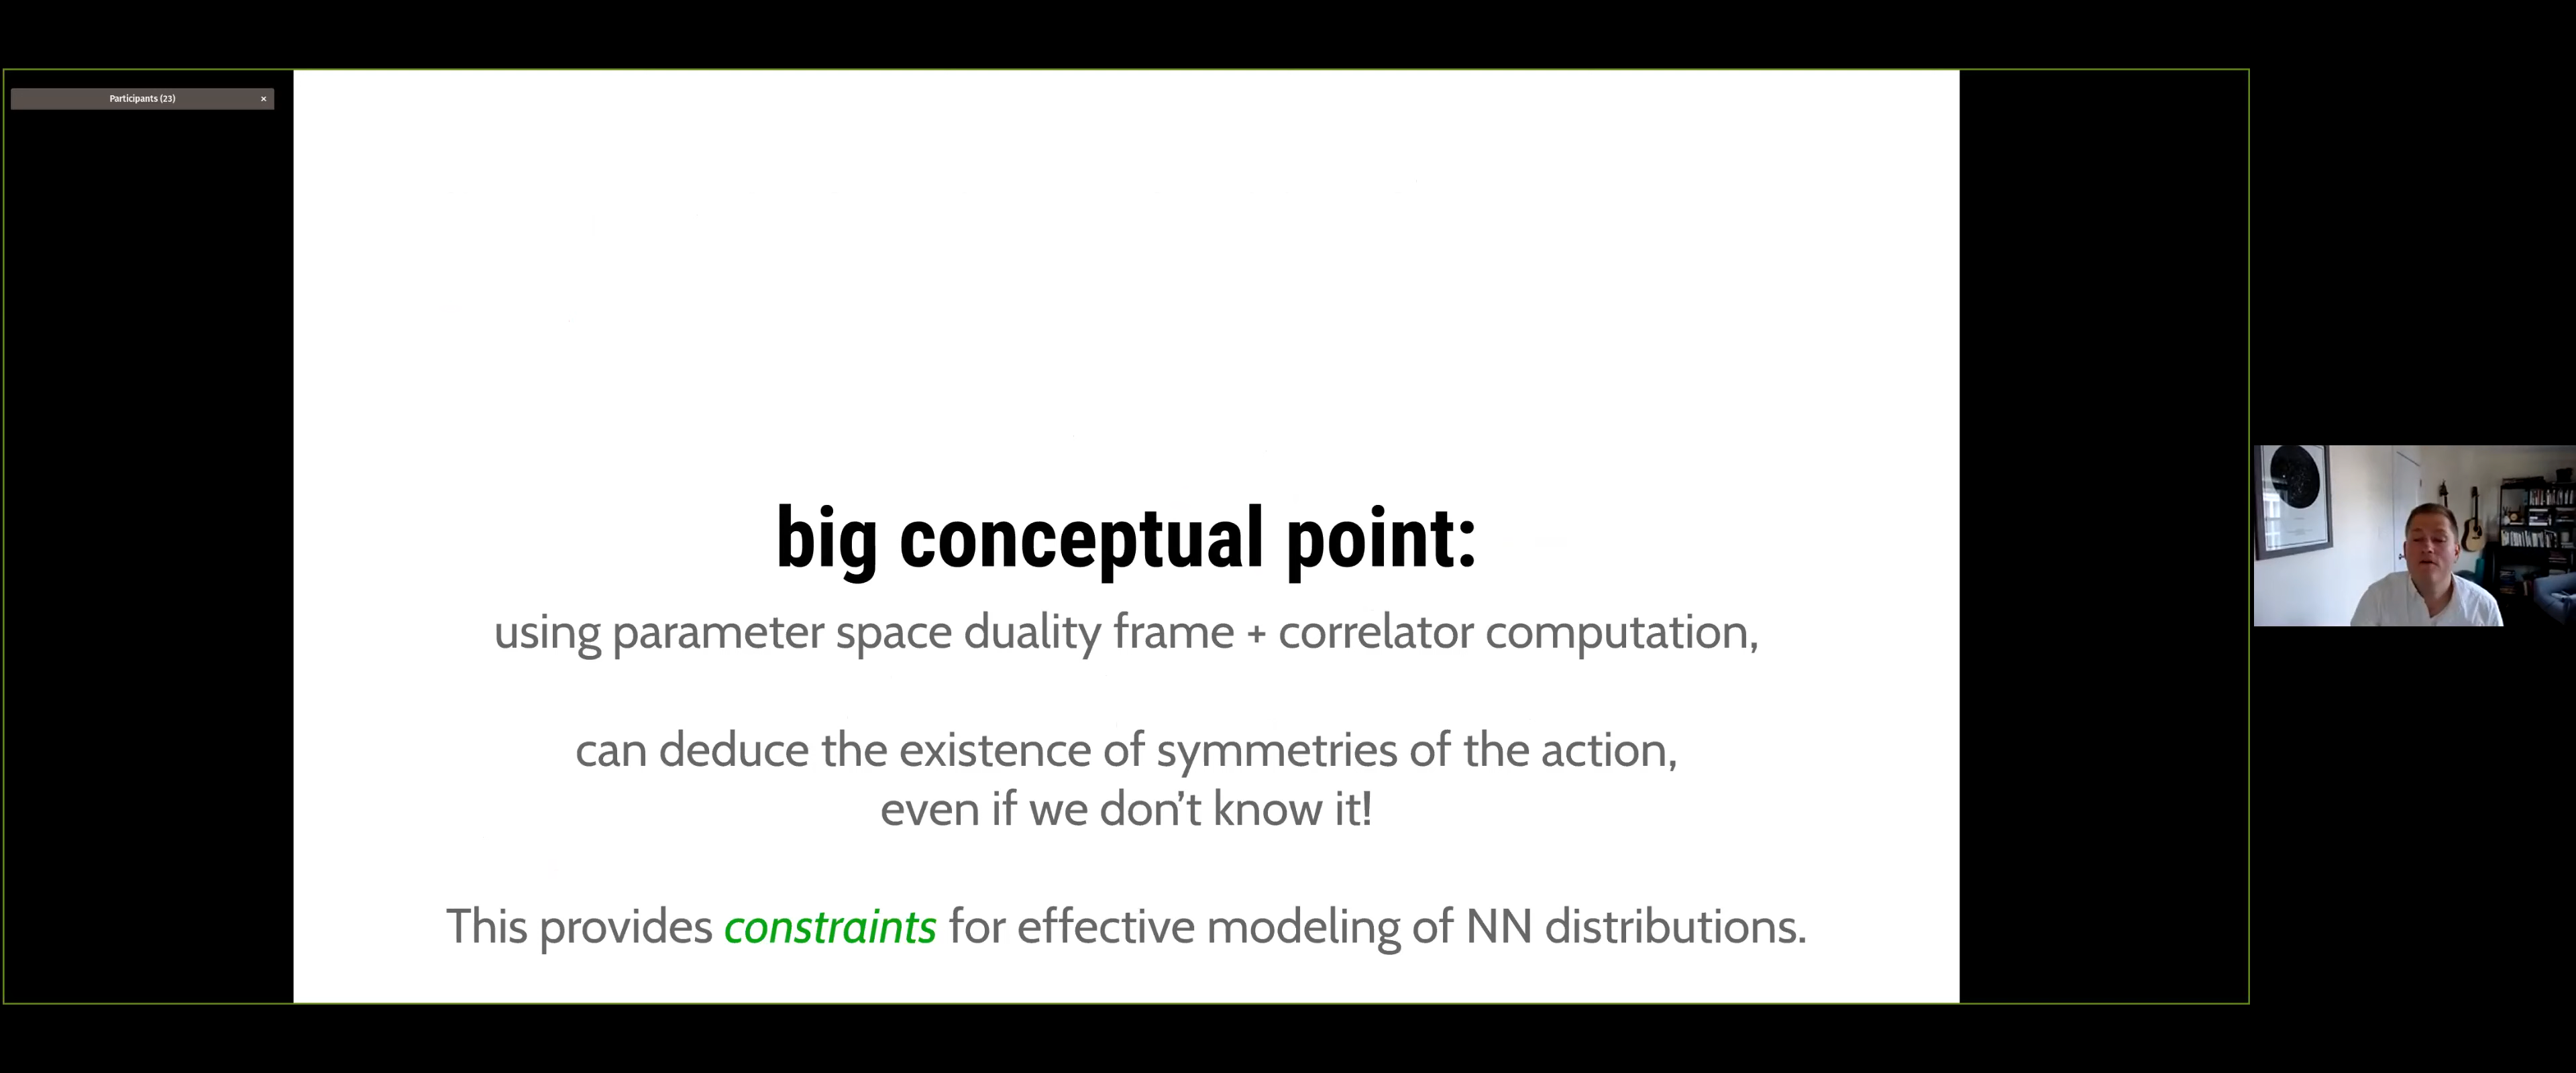 Participants (23)
×
big conceptual point:
using parameter space duality frame + correlator computation,
can deduce the existence of symmetries of the action,
even if we don’t know it!
This provides constraints for effective modeling of NN distributions.